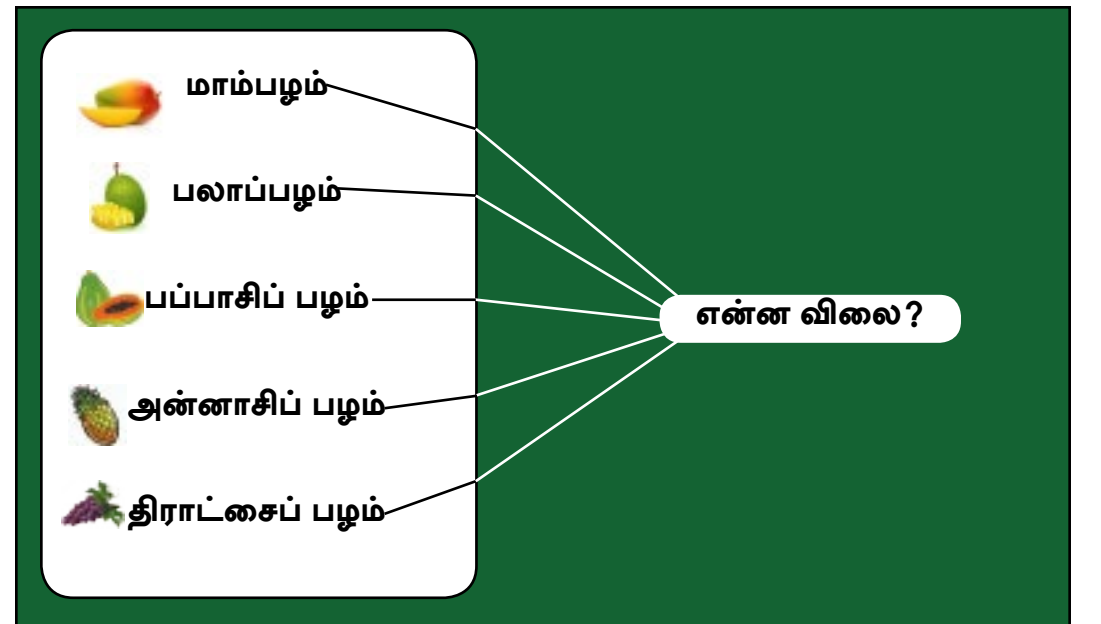 மாம்பழம்
பலாப்பழம்
பப்பாசிப் பழம்
என்ன விலை?
அன்னாசிப் பழம்
திராட்சைப் பழம்